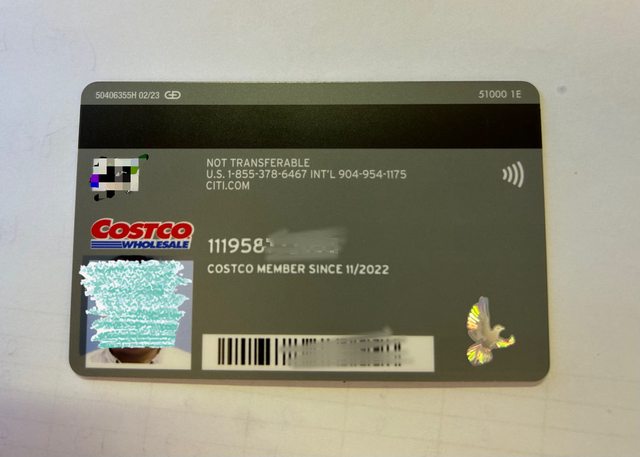 50406355H 02/23 GD
51000 1E
NOT TRANSFERABLE
U.S. 1-855-378-6467 INT'L 904-954-1175
CITI.COM
COSTCO
WHOLESALE
111958
COSTCO MEMBER SINCE 11/2022